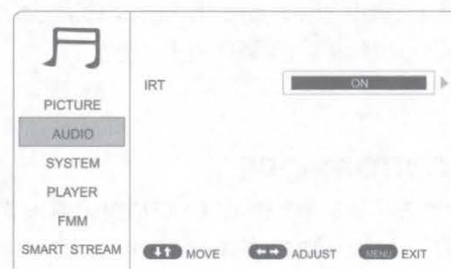 PICTURE
AUDIO
SYSTEM
PLAYER
FMM
SMART STREAM
IRT
ON
MOVE
ADJUST
MENU EXIT